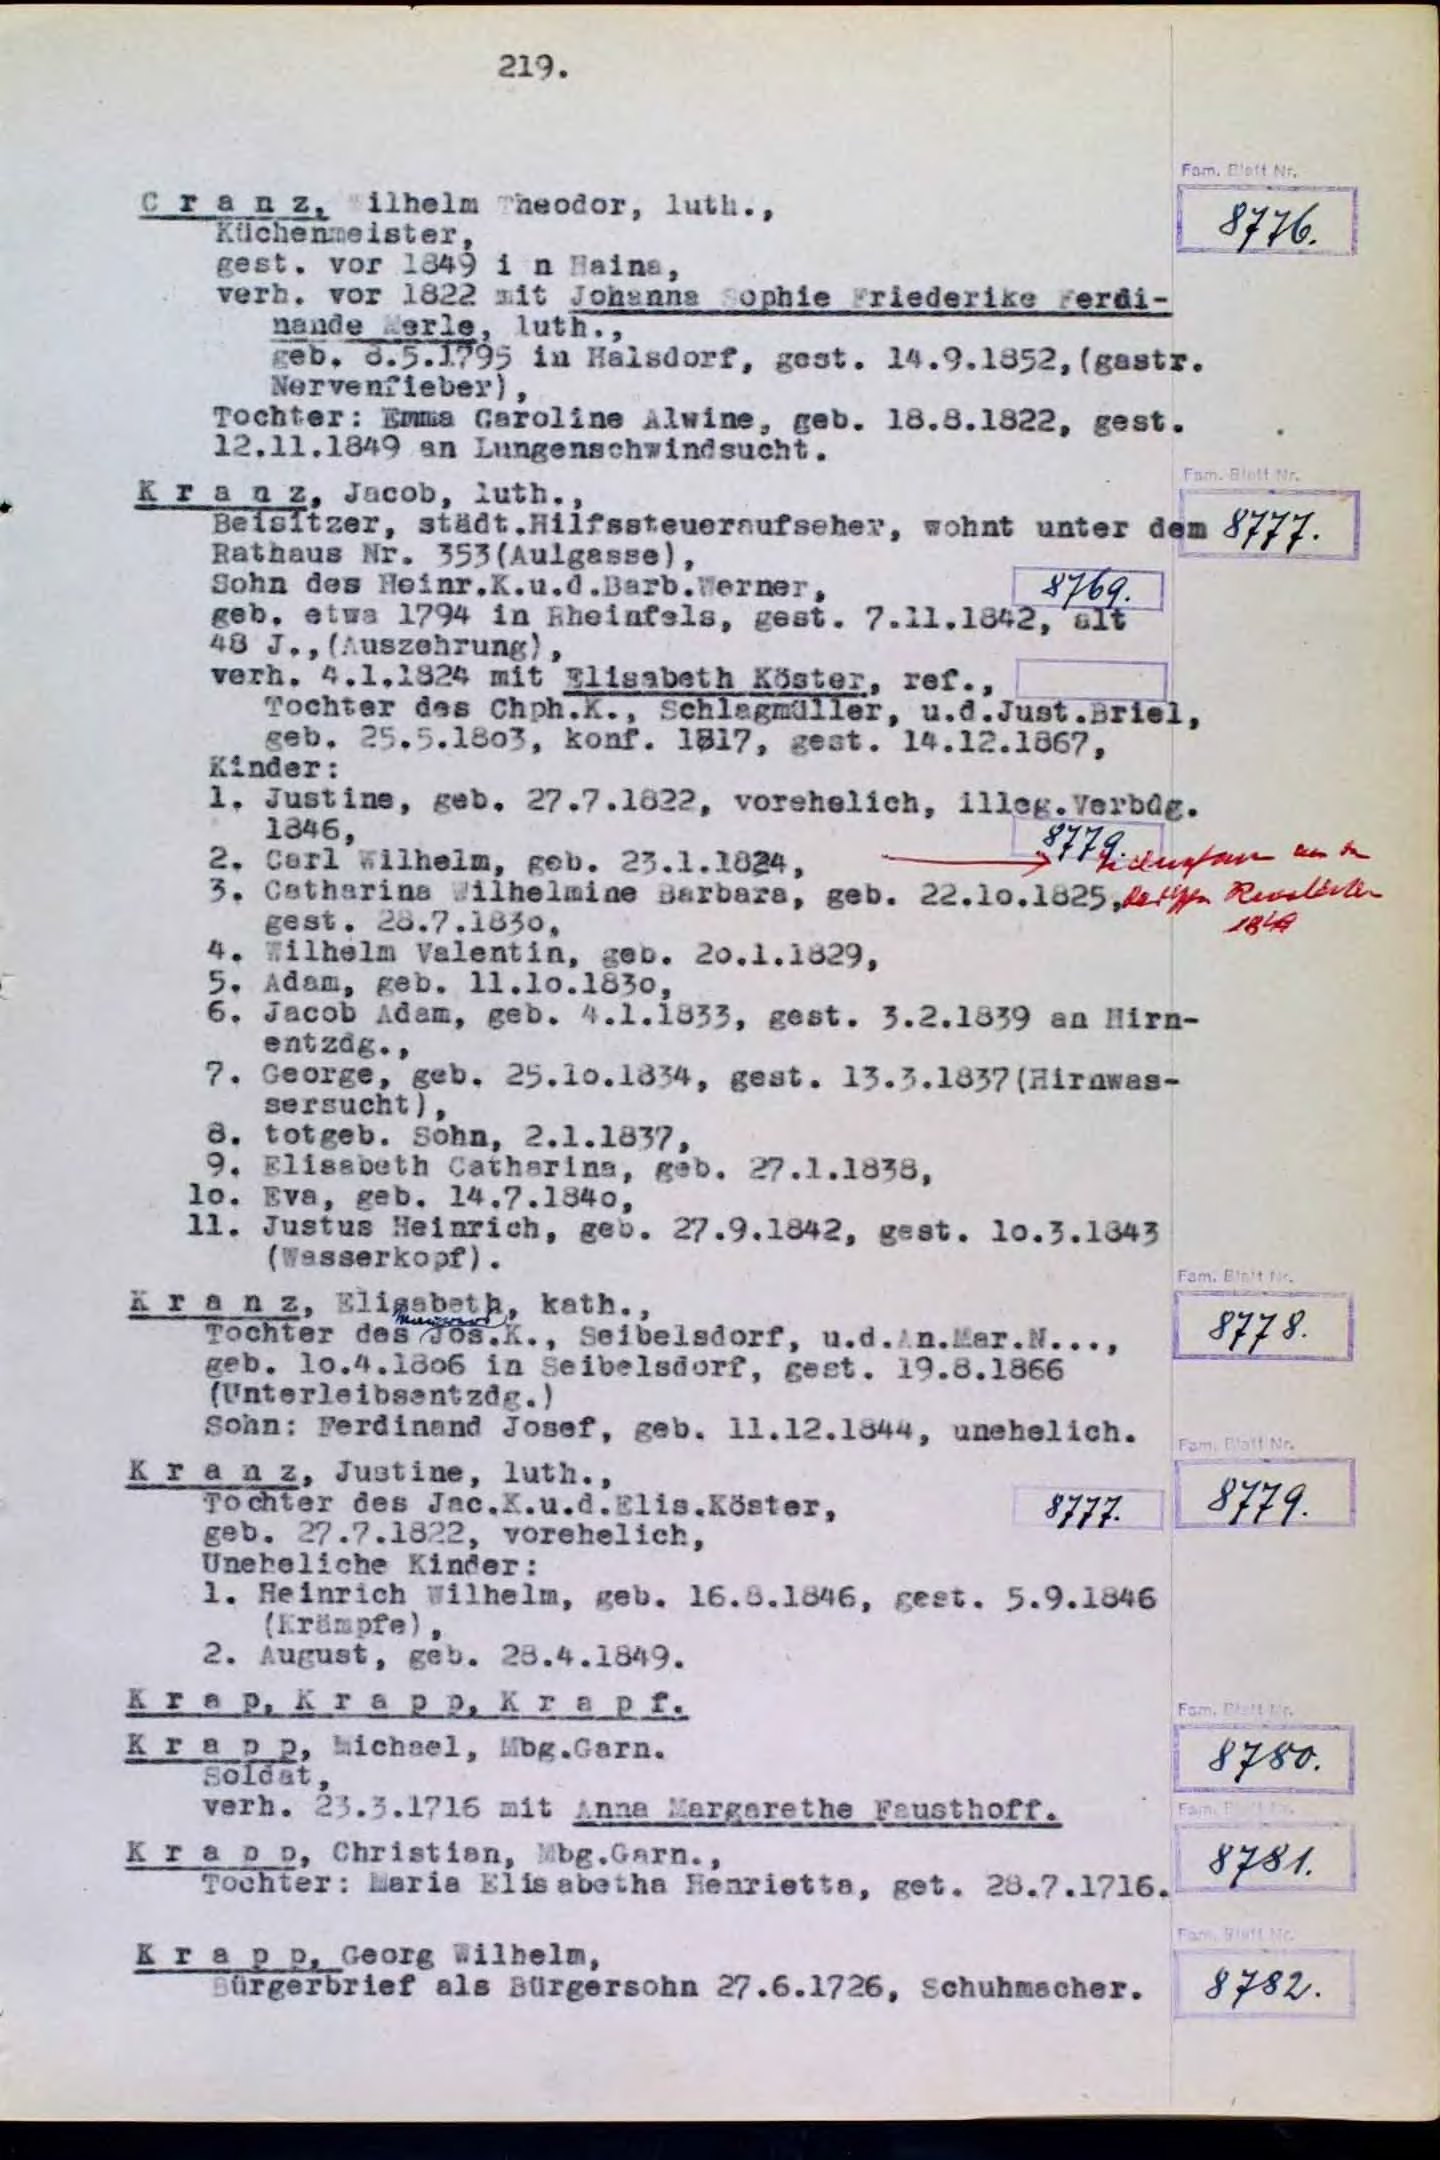 219.
Fam. Blatt Nr.
C r a n z, Wilhelm Theodor, luth.,
8776.
Küchenmeister,
gest. vor 1849 i n Haina,
verh. vor 1822 mit Johanna Sophie Friederike Ferdi-
nande Merle, luth.,
geb. 8.5.1795 in Halsdorf, gest. 14.9.1852,(gastr.
Nervenfieber),
Tochter: Emma Caroline Alwine, geb. 18.8.1822, gest.
12.11.1849 an Lungenschwindsucht.
Fam. Blatt Nr.
K r a n z, Jacob, luth.,
Beisitzer, städt.Hilfssteueraufseher, wohnt unter dem
8777.
Rathaus Nr. 353(Aulgasse),
Sohn des Heinr.K.u.d.Barb.Werner,
8769.
geb. etwa 1794 in Rheinfels, gest. 7.11.1842, alt
48 J.,(Auszehrung),
verh. 4.1.1824 mit Elisabeth Köster, ref.,
Tochter des Chph.K., Schlagmüller, u.d.Just.Briel,
geb. 25.5.18o3, konf. 1817, gest. 14.12.1867,
Kinder:
1. Justine, geb. 27.7.1822, vorehelich, illeg.Verbdg.
1846,
8779.
2. Carl Wilhelm, geb. 23.1.1824,
3. Catharina Wilhelmine Barbara, geb. 22.1o.1825,
gest. 28.7.183o,
4. Wilhelm Valentin, geb. 2o.1.1829,
5. Adam, geb. 11.1o.183o,
6. Jacob Adam, geb. 4.1.1833, gest. 3.2.1839 an Hirn-
entzdg.,
7. George, geb. 25.1o.1834, gest. 13.3.1837(Hirnwas-
sersucht),
8. totgeb. Sohn, 2.1.1837,
9. Elisabeth Catharina, geb. 27.1.1838,
1o. Eva, geb. 14.7.184o,
11. Justus Heinrich, geb. 27.9.1842, gest. 1o.3.1843
(Wasserkopf).
Fam. Blatt Nr.
K r a n z, Elisabeth, kath.,
8778.
Tochter des Jos.K., Seibelsdorf, u.d.An.Mar.N...,
geb. 1o.4.18o6 in Seibelsdorf, gest. 19.8.1866
(Unterleibsentzdg.)
Sohn: Ferdinand Josef, geb. 11.12.1844, unehelich.
Fam. Blatt Nr.
K r a n z, Justine, luth.,
Tochter des Jac.K.u.d.Elis.Köster,
8777.
8779.
geb. 27.7.1822, vorehelich,
Uneheliche Kinder:
1. Heinrich Wilhelm, geb. 16.8.1846, gest. 5.9.1846
(Krämpfe),
2. August, geb. 28.4.1849.
K r a p, K r a p p, K r a p f.
Fam. Blatt Nr.
K r a p p, Michael, Mbg.Garn.
8780.
Soldat,
verh. 23.3.1716 mit Anna Margarethe Fausthoff.
Fam. Blatt Nr.
K r a p p, Christian, Mbg.Garn.,
8781.
Tochter: Maria Elisabetha Henrietta, get. 28.7.1716.
Fam. Blatt Nr.
K r a p p, Georg Wilhelm,
Bürgerbrief als Bürgersohn 27.6.1726, Schuhmacher.
8782.